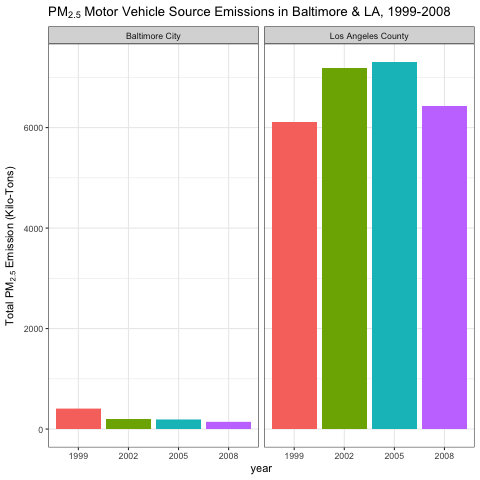 PM2.5 Motor Vehicle Source Emissions in Baltimore & LA, 1999-2008
Baltimore City
Los Angeles County
Total PM2.5 Emission (Kilo-Tons)
6000
4000
2000
0
1999 2002 2005 2008
1999 2002 2005 2008
year